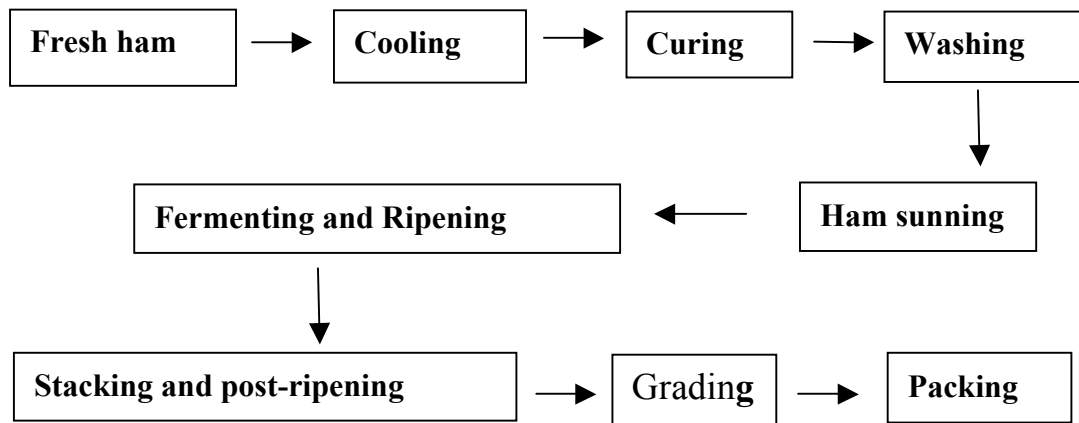 Fresh ham
Cooling
Curing
Washing
Ham sunning
Fermenting and Ripening
Stacking and post-ripening
Grading
Packing